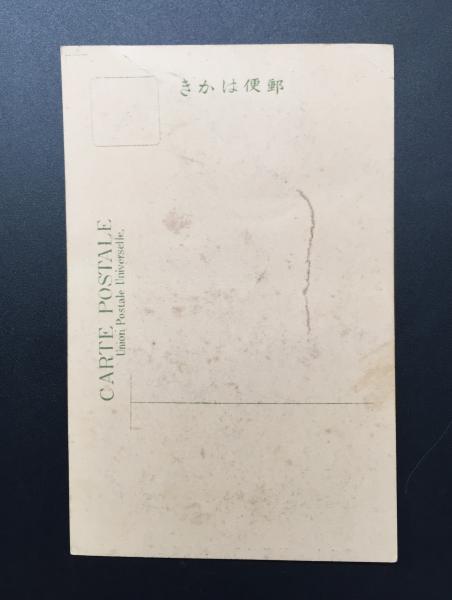 郵便はかき
CARTE POSTALE
Union Postale Universelle.